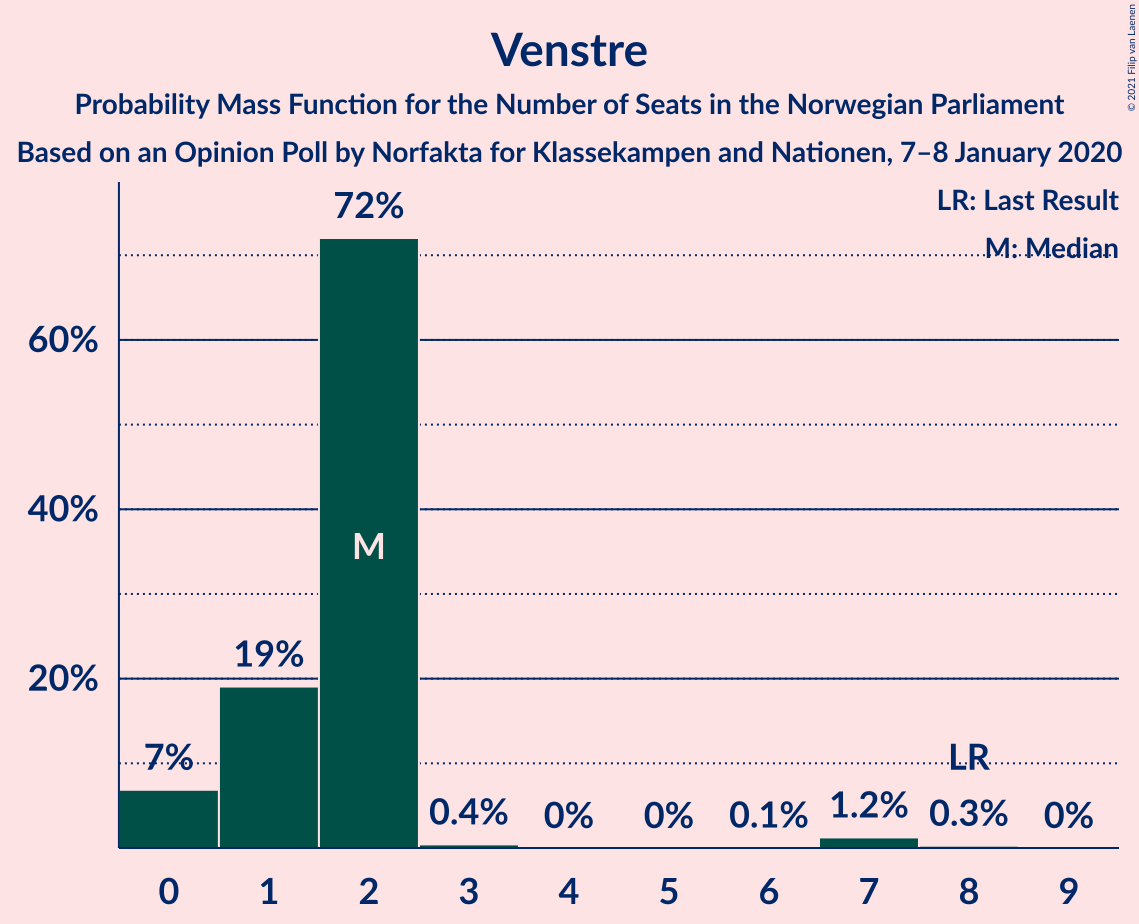 Venstre
Probability Mass Function for the Number of Seats in the Norwegian Parliament
Based on an Opinion Poll by Norfakta for Klassekampen and Nationen, 7–8 January 2020
© 2021 Filip van Laenen
LR: Last Result
M: Median
72%
60%
40%
M
19%
20%
7%
LR
0.4%
0%
0%
0.1%
1.2%
0.3%
0%
0 1 2 3 4 5 6 7 8 9